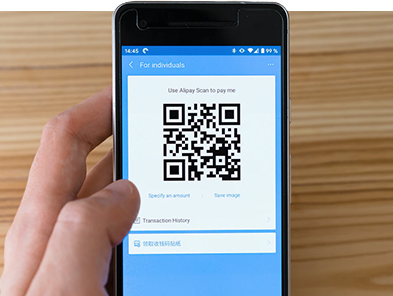 14:45 99 %
For individuals
Use Alipay Scan to pay me
Specify an amount Save image
Transaction History
领取收钱码贴纸